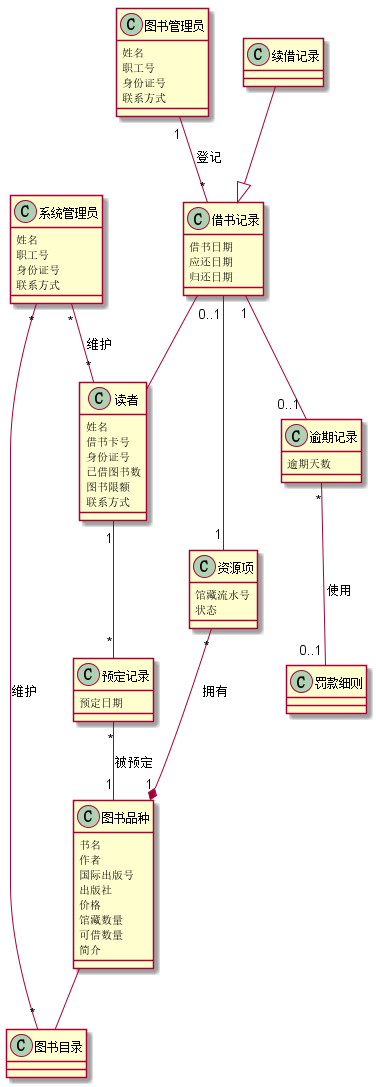 C 图书管理员
姓名
职工号
身份证号
联系方式
C 续借记录
1
登记
*
C 系统管理员
姓名
职工号
身份证号
联系方式
C 借书记录
借书日期
应还日期
归还日期
*
*
0..1
1
维护
*
C 读者
姓名
借书卡号
身份证号
已借图书数
图书限额
联系方式
0..1
C 逾期记录
逾期天数
1
1
*
C 资源项
馆藏流水号
状态
使用
*
*
0..1
C 预定记录
预定日期
C 罚款细则
维护
拥有
*
被预定
1
1
C 图书品种
书名
作者
国际出版号
出版社
价格
馆藏数量
可借数量
简介
*
C 图书目录